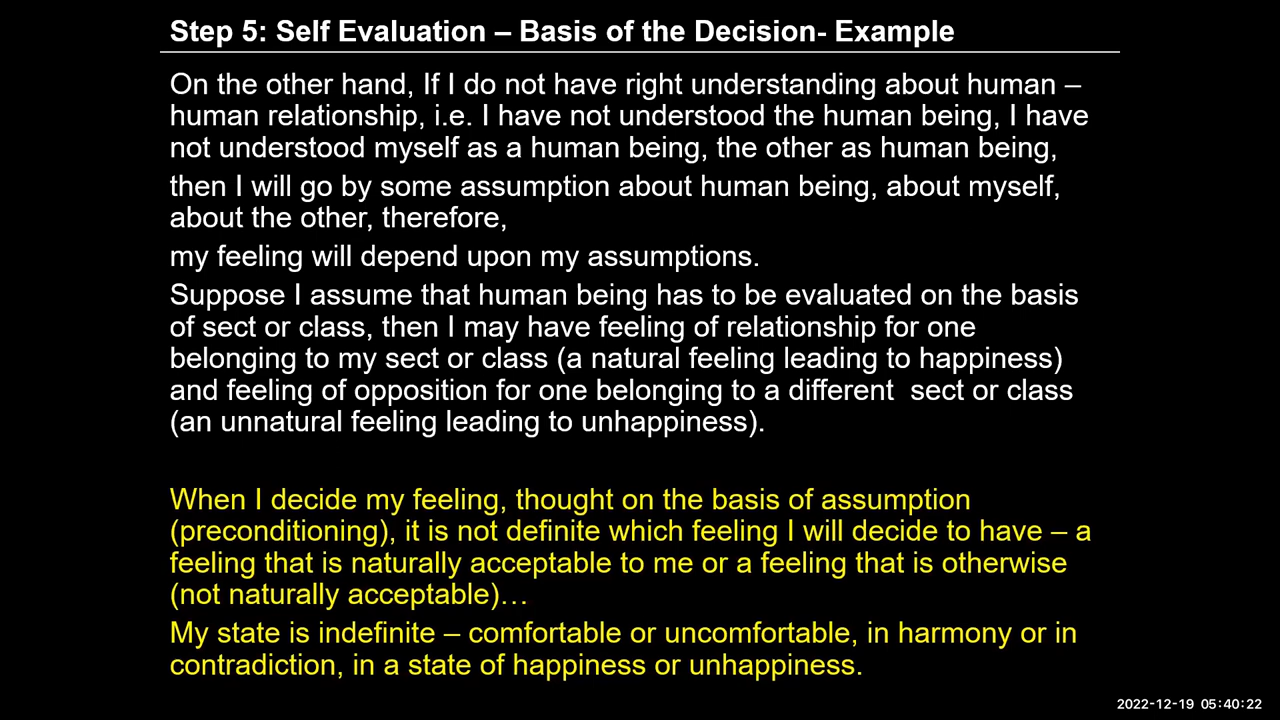 Step 5: Self Evaluation – Basis of the Decision- Example
On the other hand, If I do not have right understanding about human –
human relationship, i.e. I have not understood the human being, I have
not understood myself as a human being, the other as human being,
then I will go by some assumption about human being, about myself,
about the other, therefore,
my feeling will depend upon my assumptions.
Suppose I assume that human being has to be evaluated on the basis
of sect or class, then I may have feeling of relationship for one
belonging to my sect or class (a natural feeling leading to happiness)
and feeling of opposition for one belonging to a different  sect or class
(an unnatural feeling leading to unhappiness).
When I decide my feeling, thought on the basis of assumption
(preconditioning), it is not definite which feeling I will decide to have – a
feeling that is naturally acceptable to me or a feeling that is otherwise
(not naturally acceptable)…
My state is indefinite – comfortable or uncomfortable, in harmony or in
contradiction, in a state of happiness or unhappiness.
2022-12-19 05:40:22